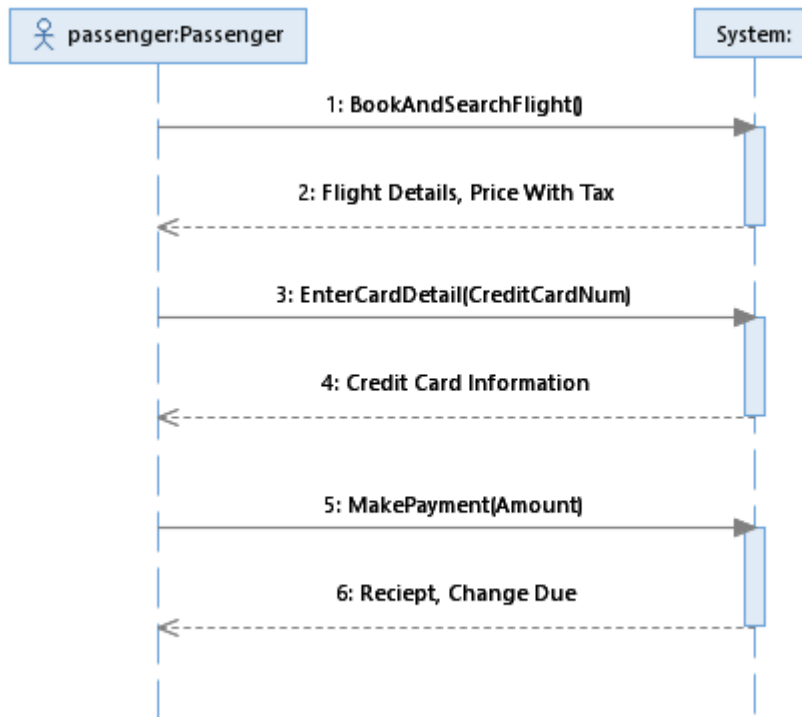 passenger:Passenger
System:
1: BookAndSearchFlight()
2: Flight Details, Price With Tax
3: EnterCardDetail(CreditCardNum)
4: Credit Card Information
5: MakePayment(Amount)
6: Reciept, Change Due